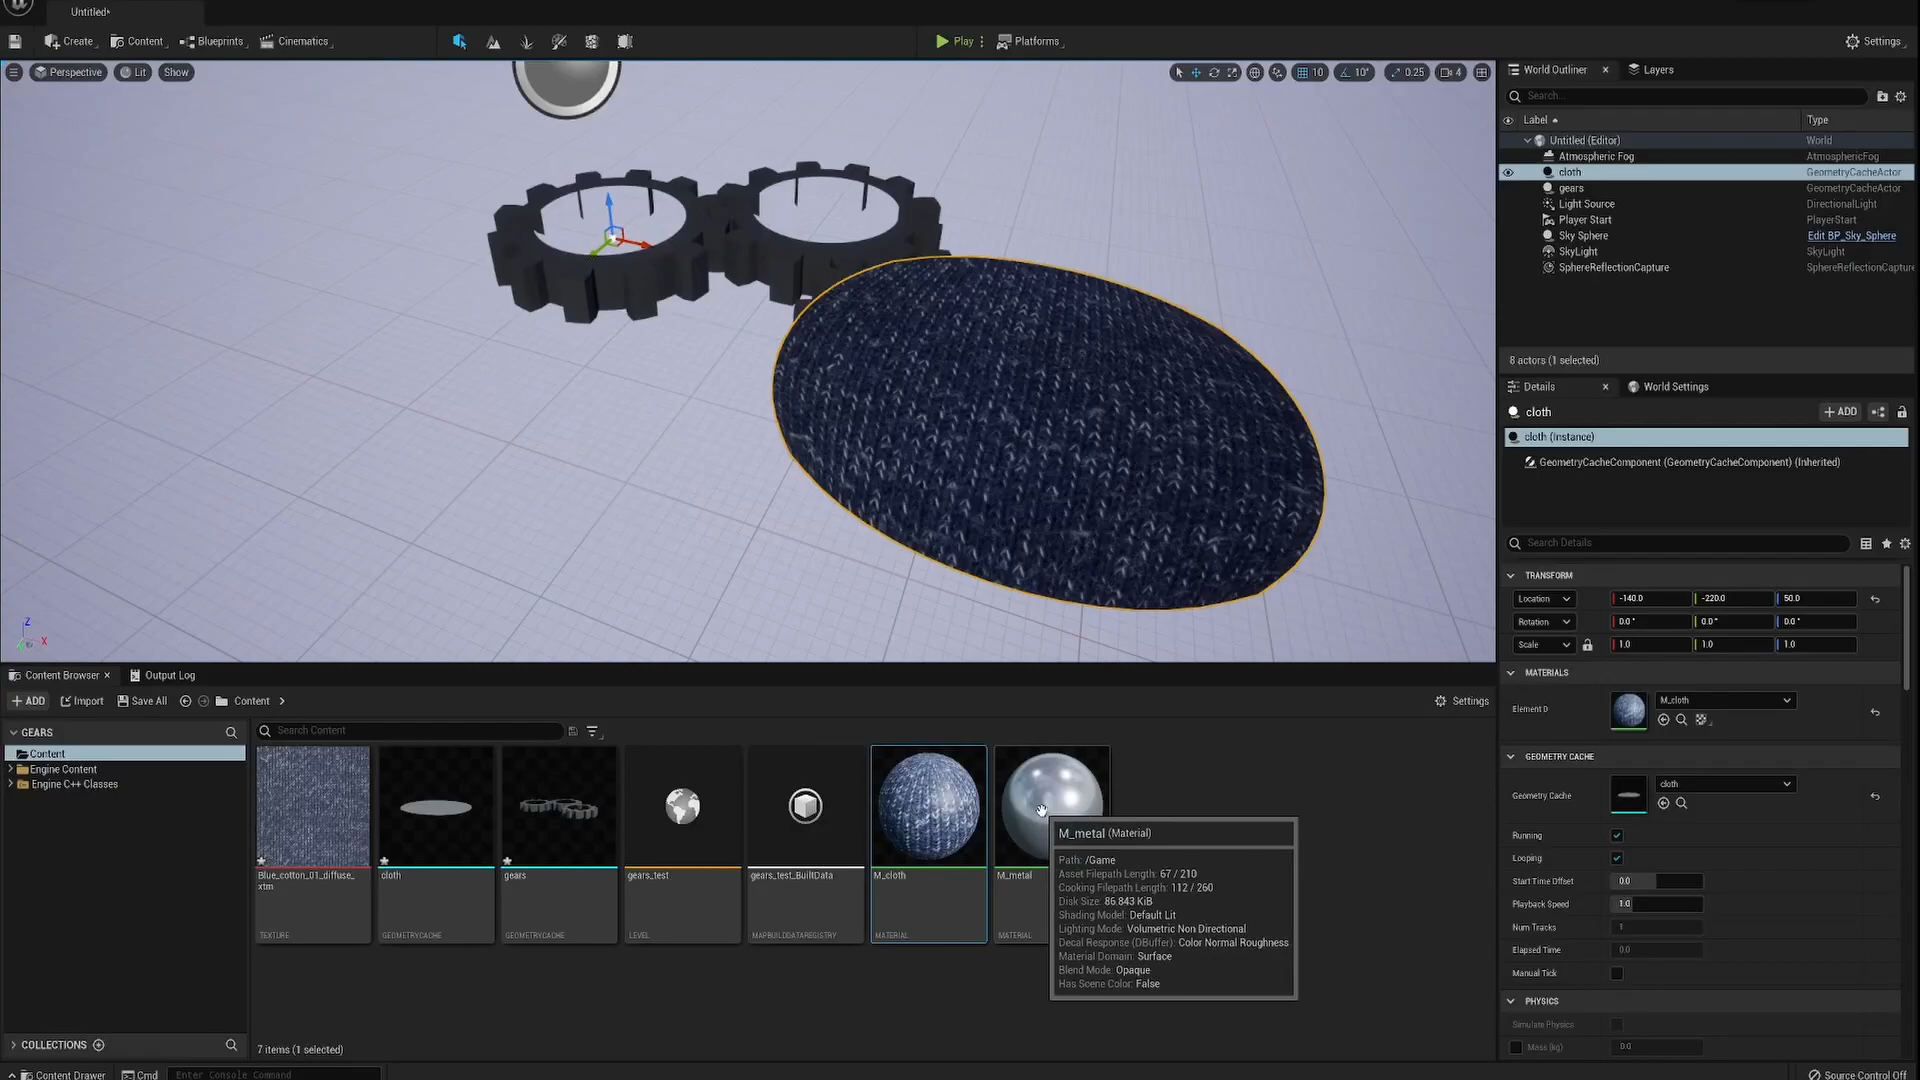 Untitled*
Create
Content
Blueprints
Cinematics
Play
Platforms
Settings
Perspective
Lit
Show
10
10°
0.25
4
World Outliner
Layers
Search...
Label
Type
Untitled (Editor)
World
Atmospheric Fog
AtmosphericFog
cloth
GeometryCacheActor
gears
GeometryCacheActor
Light Source
DirectionalLight
Player Start
PlayerStart
Sky Sphere
Edit BP_Sky_Sphere
SkyLight
SkyLight
SphereReflectionCapture
SphereReflectionCapture
8 actors (1 selected)
Details
World Settings
cloth
ADD
cloth (Instance)
GeometryCacheComponent (GeometryCacheComponent) (Inherited)
Search Details
TRANSFORM
Location
-140.0
-220.0
50.0
Rotation
0.0°
0.0°
0.0°
Scale
1.0
1.0
1.0
MATERIALS
Element 0
M_cloth
GEOMETRY CACHE
Geometry Cache
cloth
Running
Looping
Start Time Offset
0.0
Playback Speed
1.0
Num Tracks
1
Elapsed Time
0.0
Manual Tick
PHYSICS
Simulate Physics
Mass (kg)
0.0
Z
X
Content Browser
Output Log
ADD
Import
Save All
Content
Settings
GEARS
Search Content
Content
Engine Content
Engine C++ Classes
Blue_cotton_01_diffuse_
xtm
TEXTURE
cloth
GEOMETRYCACHE
gears
GEOMETRYCACHE
gears_test
LEVEL
gears_test_BuiltData
MAPBUILDDATAREGISTRY
M_cloth
MATERIAL
M_metal
MATERIAL
M_metal (Material)
Path: /Game
Asset Filepath Length: 67 / 210
Cooking Filepath Length: 112 / 260
Disk Size: 86.843 KiB
Shading Model: Default Lit
Lighting Mode: Volumetric Non Directional
Decal Response (DBuffer): Color Normal Roughness
Material Domain: Surface
Blend Mode: Opaque
Has Scene Color: False
COLLECTIONS
7 items (1 selected)
Content Drawer
Cmd
Enter Console Command
Source Control Off